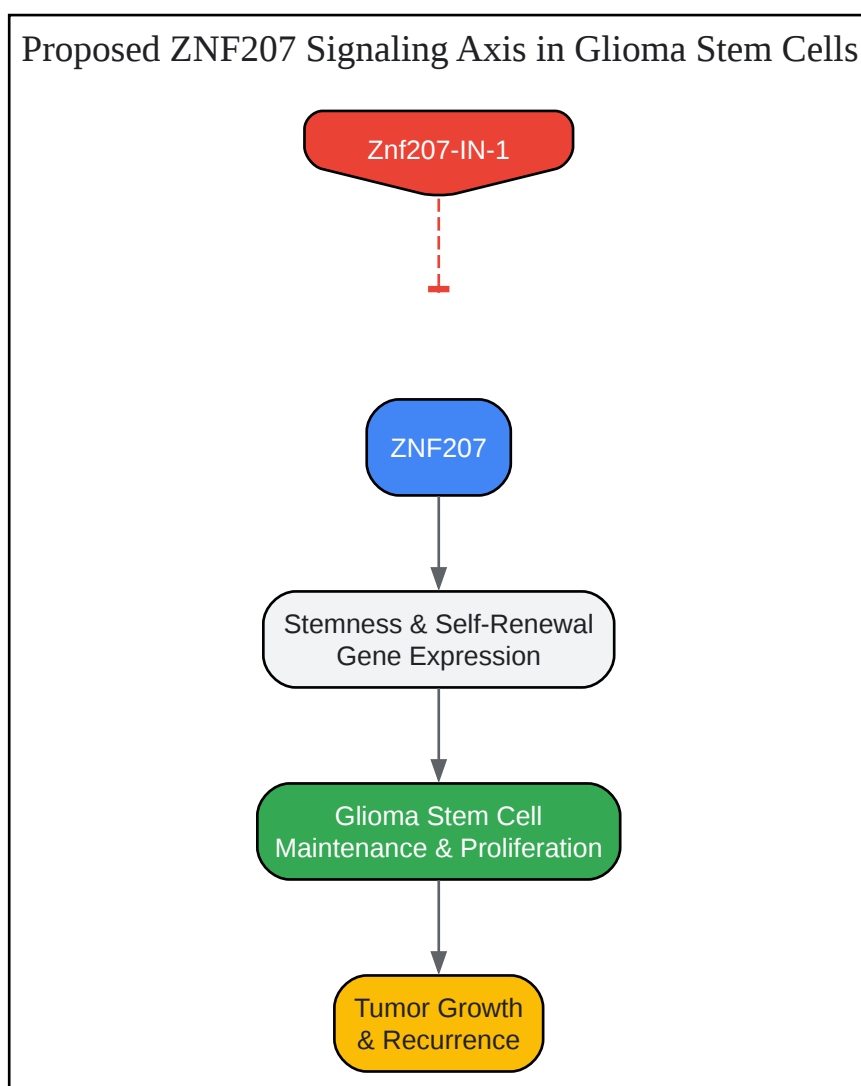 Proposed ZNF207 Signaling Axis in Glioma Stem Cells
Znf207-IN-1
ZNF207
Stemness & Self-Renewal
Gene Expression
Glioma Stem Cell
Maintenance & Proliferation
Tumor Growth
& Recurrence